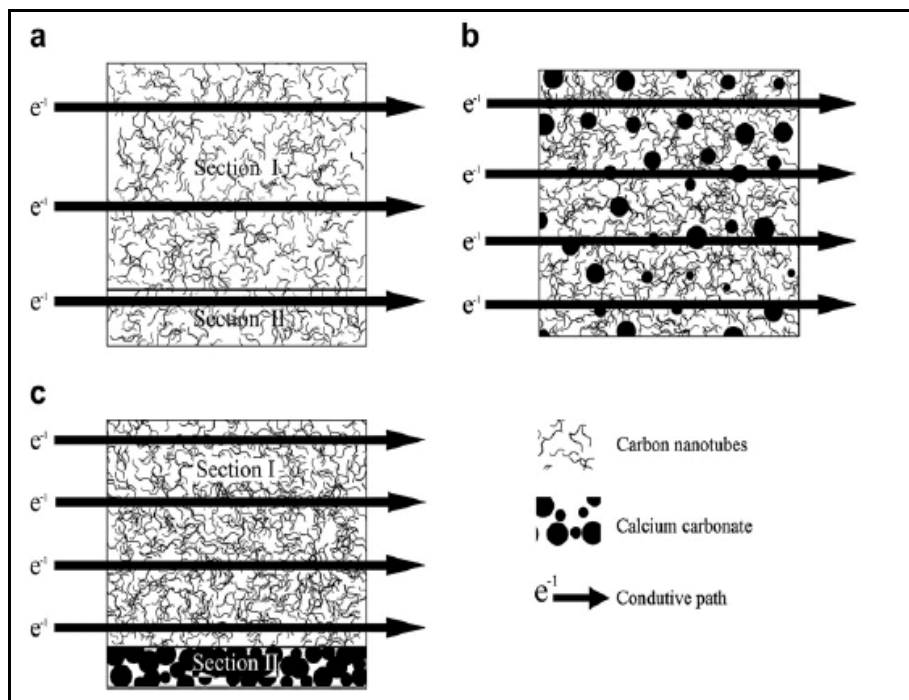 a
e⁻¹
Section I
e⁻¹
e⁻¹
Section II
b
e⁻¹
e⁻¹
e⁻¹
e⁻¹
c
e⁻¹
Section I
e⁻¹
e⁻¹
e⁻¹
Section II
Carbon nanotubes
Calcium carbonate
e⁻¹ Condutive path